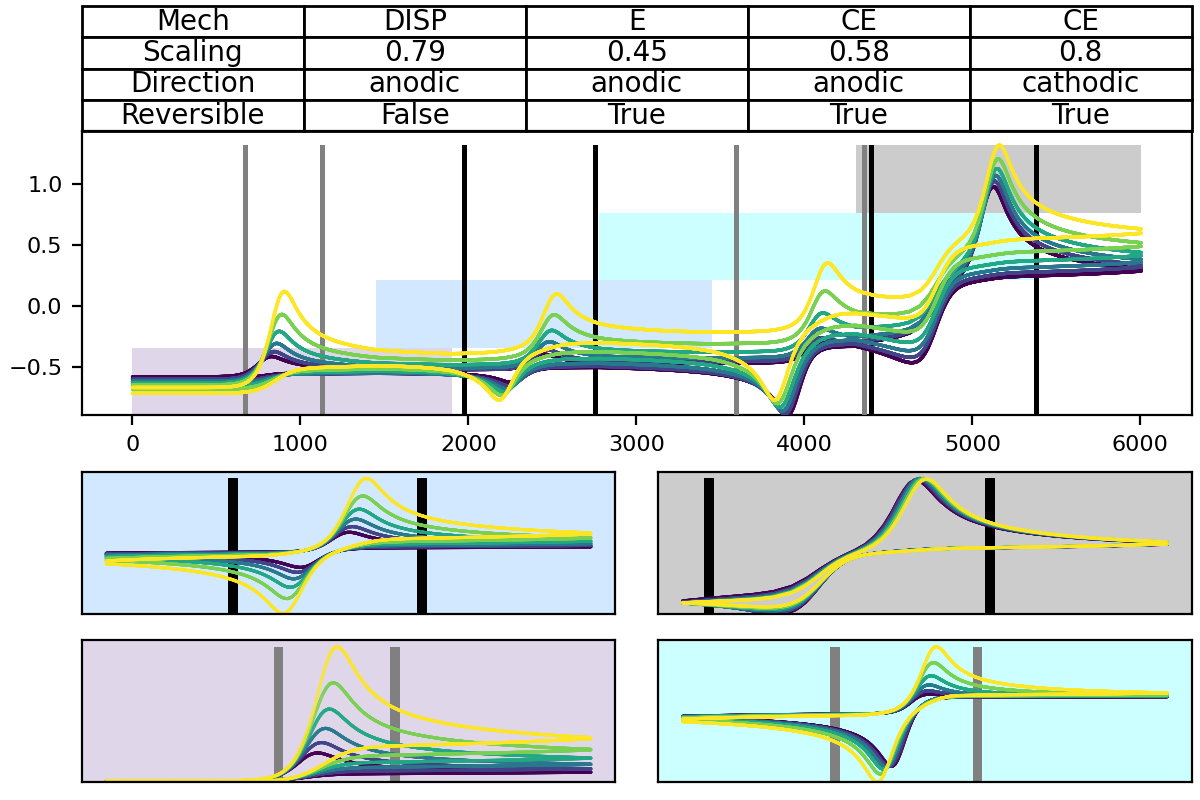 Mech DISP E CE CE
Scaling 0.79 0.45 0.58 0.8
Direction anodic anodic anodic cathodic
Reversible False True True True
1.0
0.5
0.0
−0.5
0 1000 2000 3000 4000 5000 6000